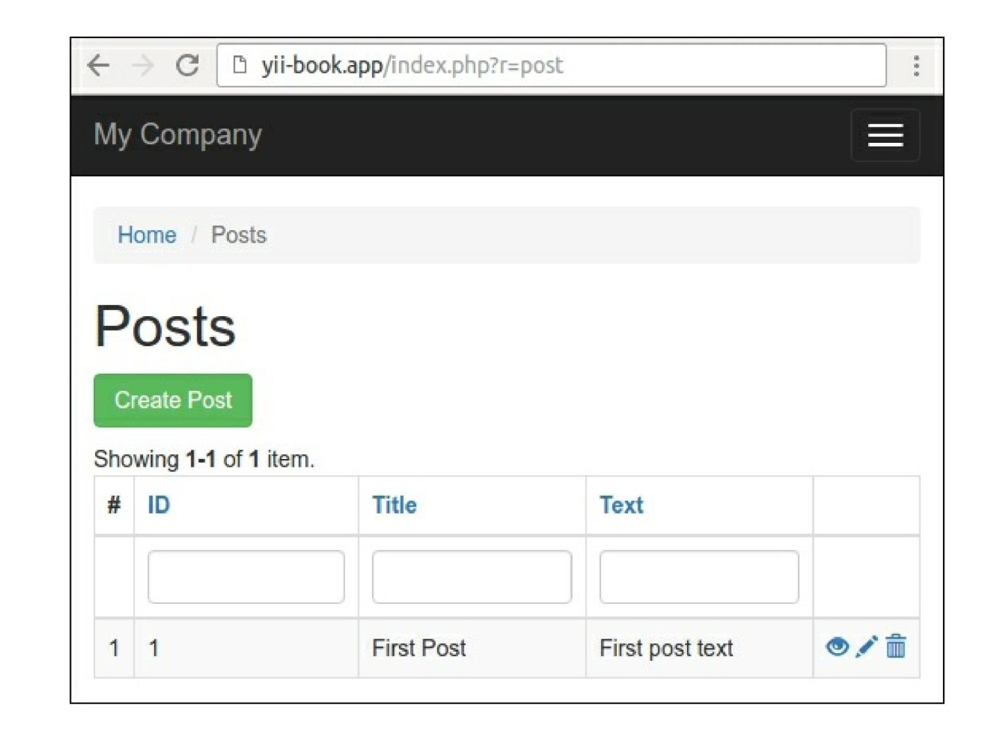 yii-book.app/index.php?r=post
My Company
Home / Posts
Posts
Create Post
Showing 1-1 of 1 item.
# ID Title Text
1 1 First Post First post text